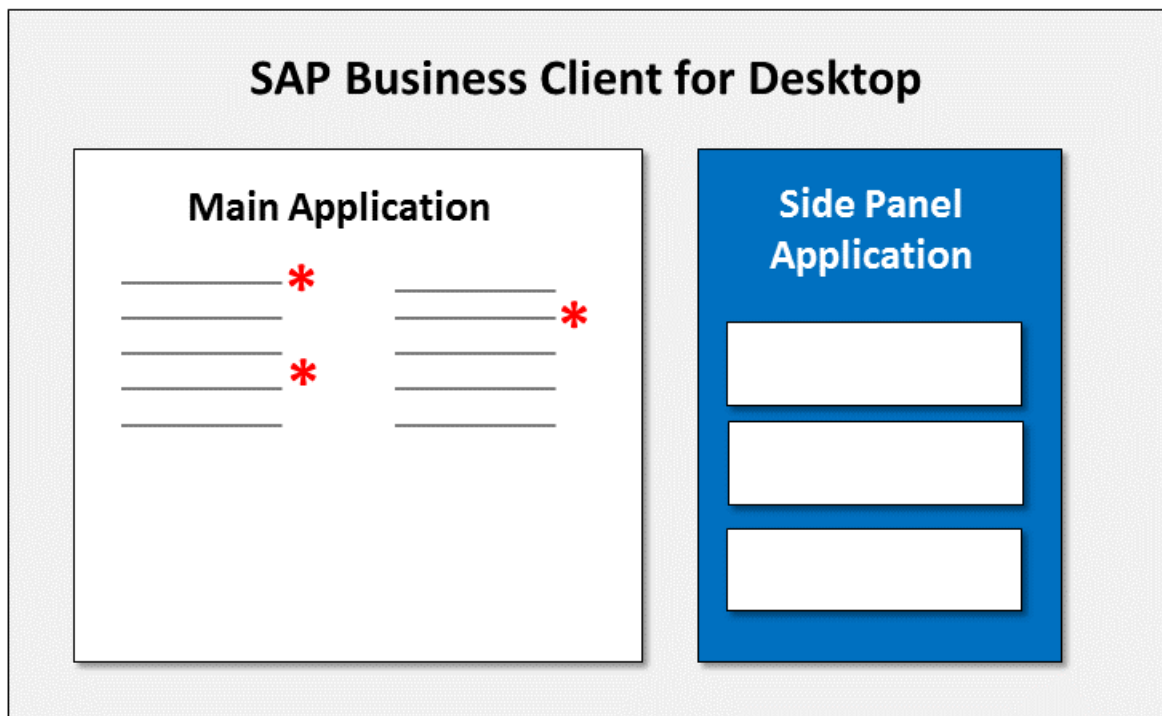 SAP Business Client for Desktop
Main Application
*
*
*
Side Panel
Application